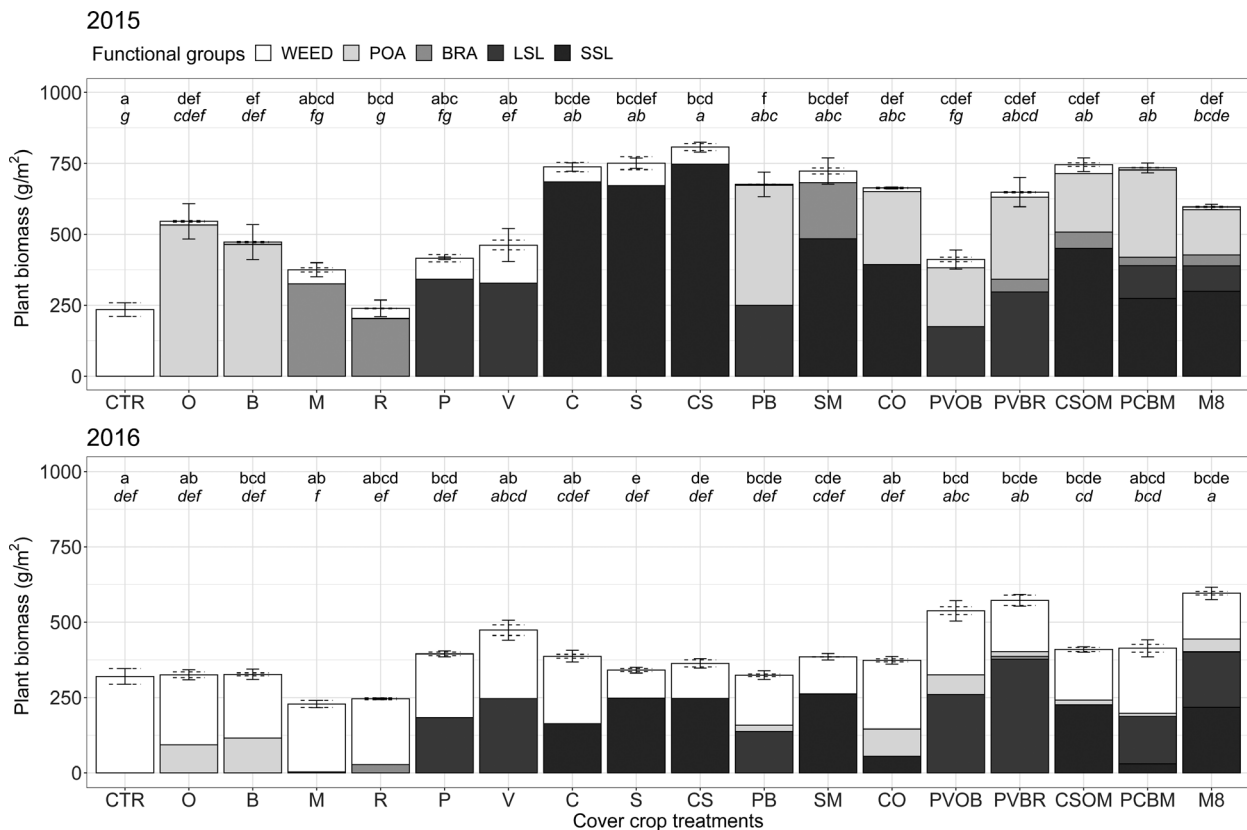 2015
Functional groups WEED POA BRA LSL SSL
Plant biomass (g/m²)
1000
750
500
250
0
a def ef abcd bcd abc ab bcde bcdef bcd f bcdef def cdef cdef cdef ef def
g cdef def fg g fg ef ab ab a abc abc abc fg abcd ab ab bcde
CTR O B M R P V C S CS PB SM CO PVOB PVBR CSOM PCBM M8
2016
Plant biomass (g/m²)
1000
750
500
250
0
a ab bcd ab abcd bcd ab ab e de bcde cde ab bcd bcde bcde abcd bcde
def def def f ef def abcd cdef def def def cdef def abc ab cd bcd a
CTR O B M R P V C S CS PB SM CO PVOB PVBR CSOM PCBM M8
Cover crop treatments